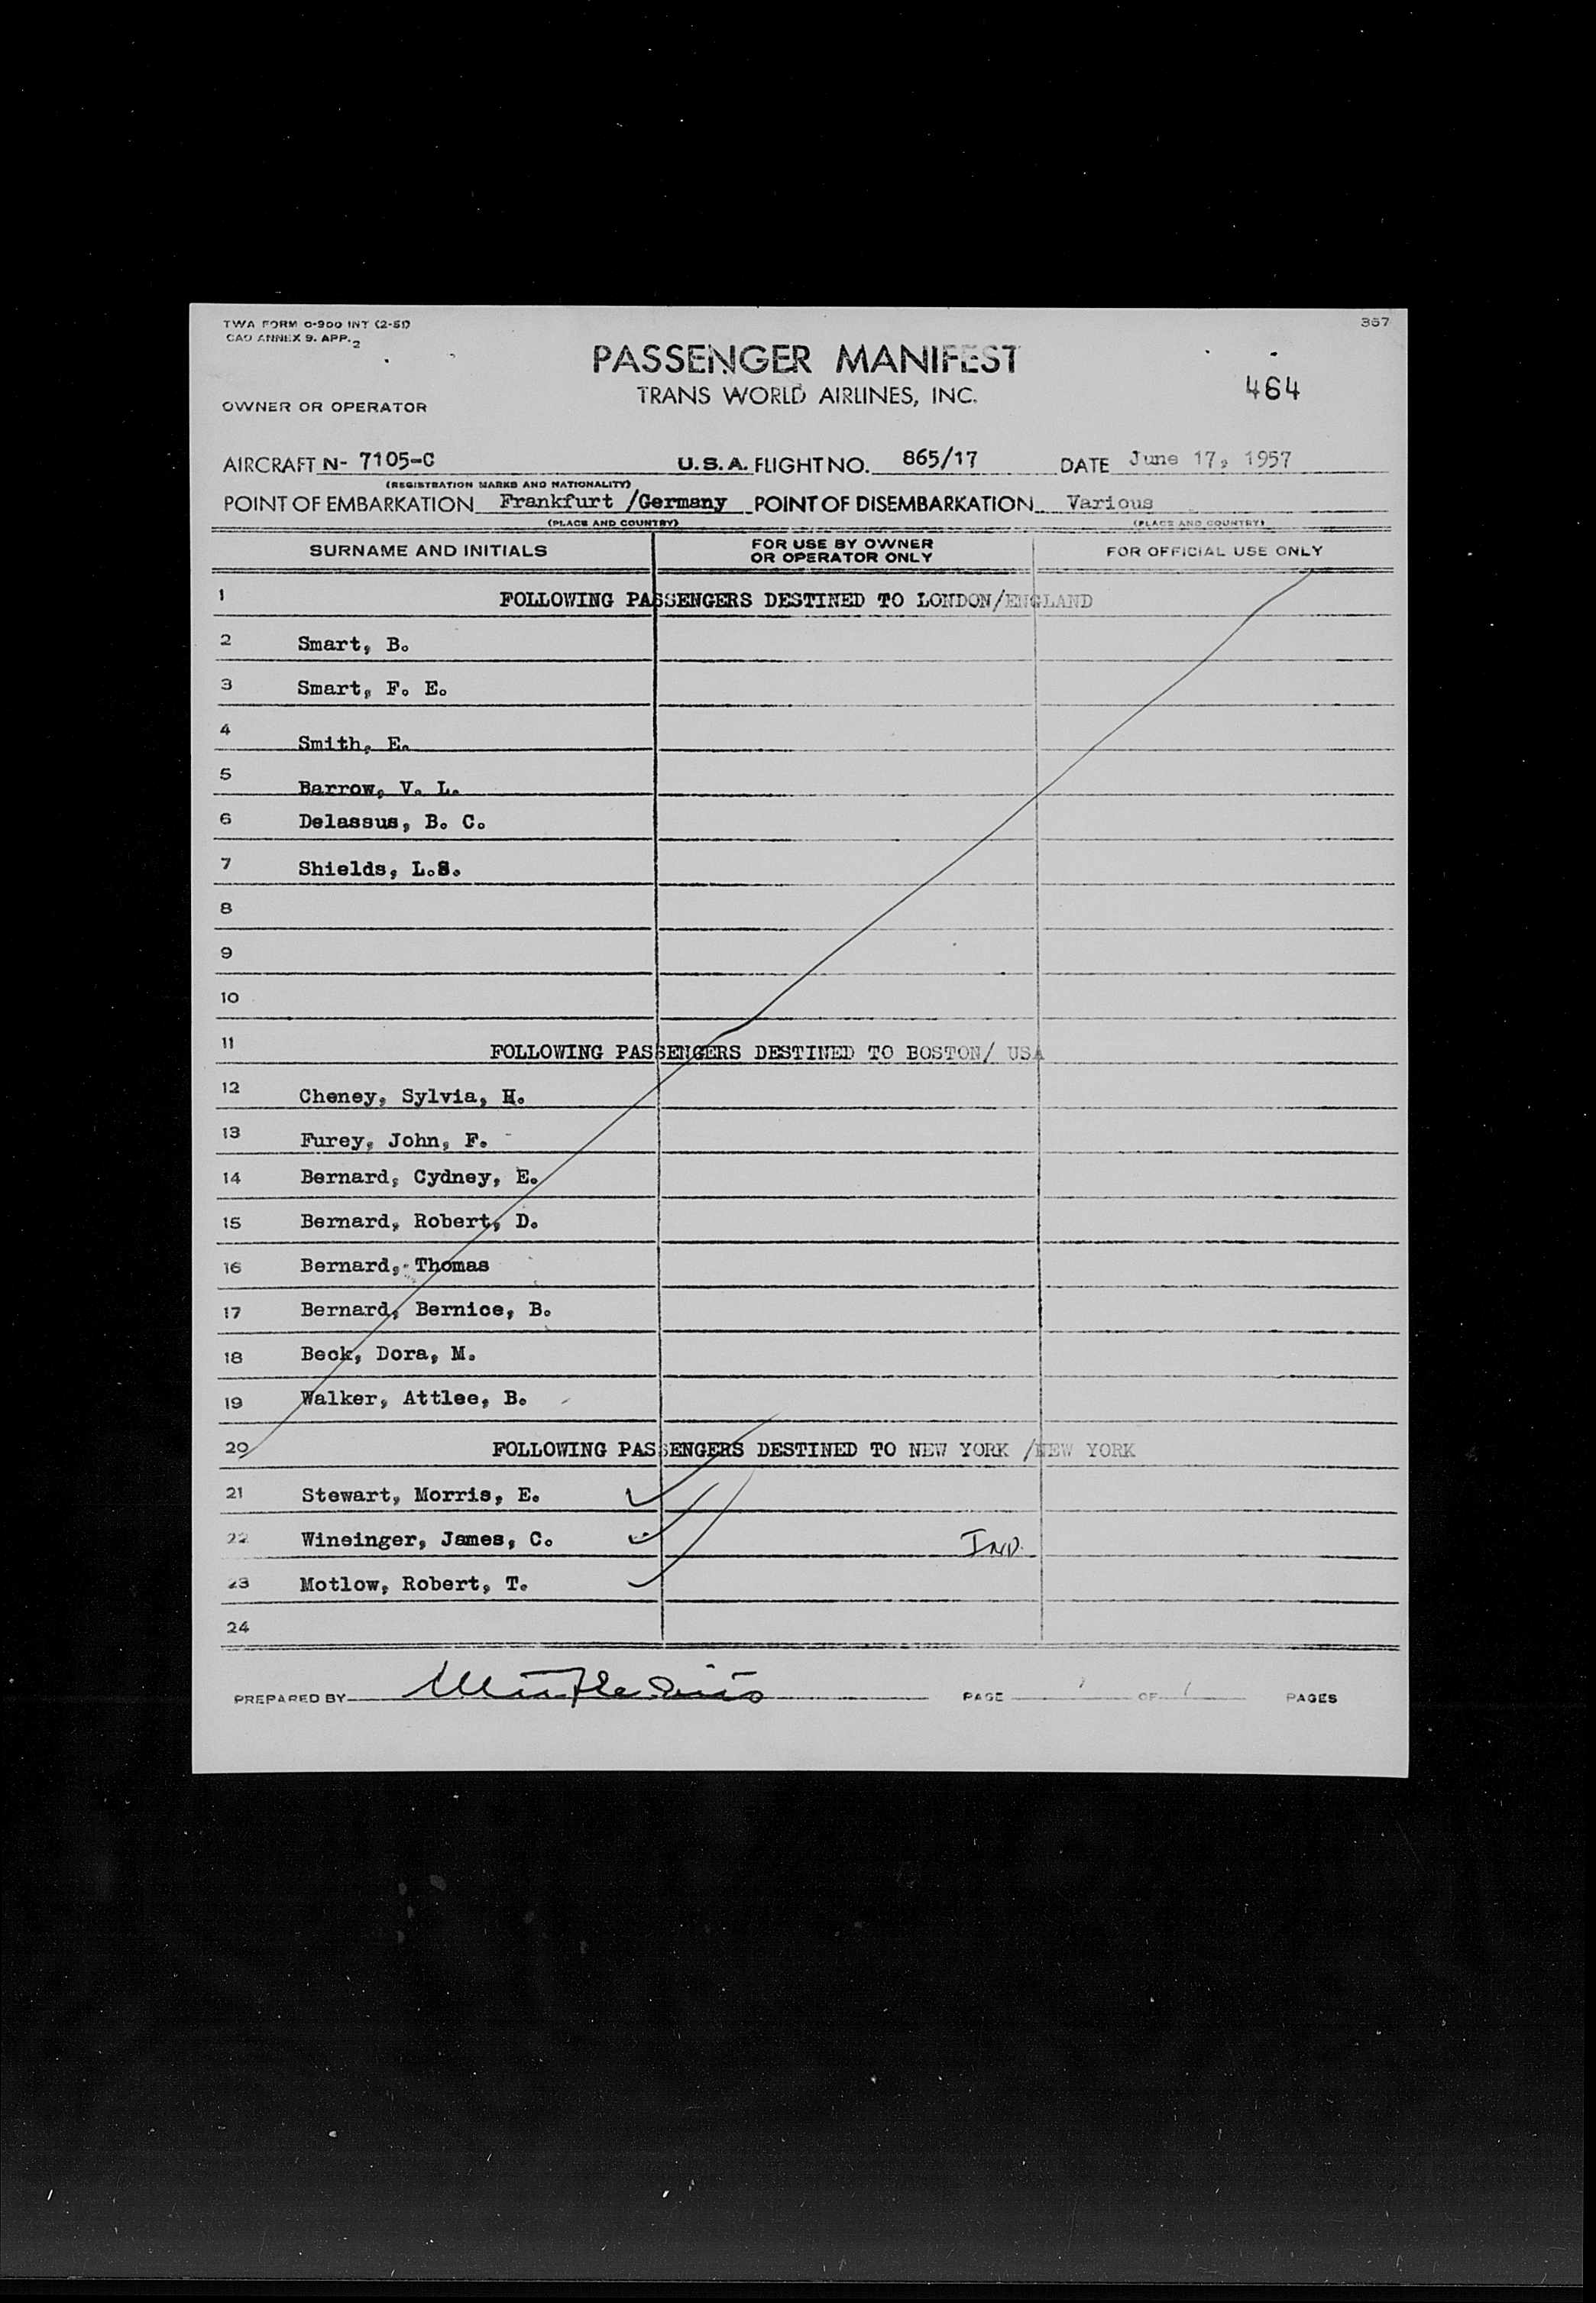 TWA FORM O-900 INT (2-51)
CAO ANNEX 9. APP. 2
367
PASSENGER MANIFEST
TRANS WORLD AIRLINES, INC.
464
OWNER OR OPERATOR
AIRCRAFT N- 7105-C U.S.A. FLIGHT NO. 865/17 DATE June 17, 1957
(REGISTRATION MARKS AND NATIONALITY)
POINT OF EMBARKATION Frankfurt /Germany POINT OF DISEMBARKATION Various
(PLACE AND COUNTRY) (PLACE AND COUNTRY)
SURNAME AND INITIALS FOR USE BY OWNER OR OPERATOR ONLY FOR OFFICIAL USE ONLY
1 FOLLOWING PASSENGERS DESTINED TO LONDON/ENGLAND
2 Smart, B.
3 Smart, F. E.
4 Smith, E.
5 Barrow, V. L.
6 Delassus, B. C.
7 Shields, L.S.
8
9
10
11 FOLLOWING PASSENGERS DESTINED TO BOSTON/ USA
12 Cheney, Sylvia, H.
13 Furey, John, F. -
14 Bernard, Cydney, E.
15 Bernard, Robert, D.
16 Bernard, Thomas
17 Bernard, Bernice, B.
18 Beck, Dora, M.
19 Walker, Attlee, B.
20 FOLLOWING PASSENGERS DESTINED TO NEW YORK /NEW YORK
21 Stewart, Morris, E.
22 Wineinger, James, C. IND.
23 Motlow, Robert, T.
24
PREPARED BY PAGE 1 OF 1 PAGES